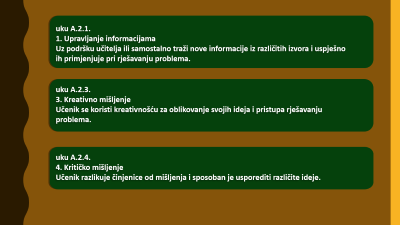 uku A.2.1.
1. Upravljanje informacijama
Uz podršku učitelja ili samostalno traži nove informacije iz različitih izvora i uspješno
ih primjenjuje pri rješavanju problema.
uku A.2.3.
3. Kreativno mišljenje
Učenik se koristi kreativnošću za oblikovanje svojih ideja i pristupa rješavanju
problema.
uku A.2.4.
4. Kritičko mišljenje
Učenik razlikuje činjenice od mišljenja i sposoban je usporediti različite ideje.